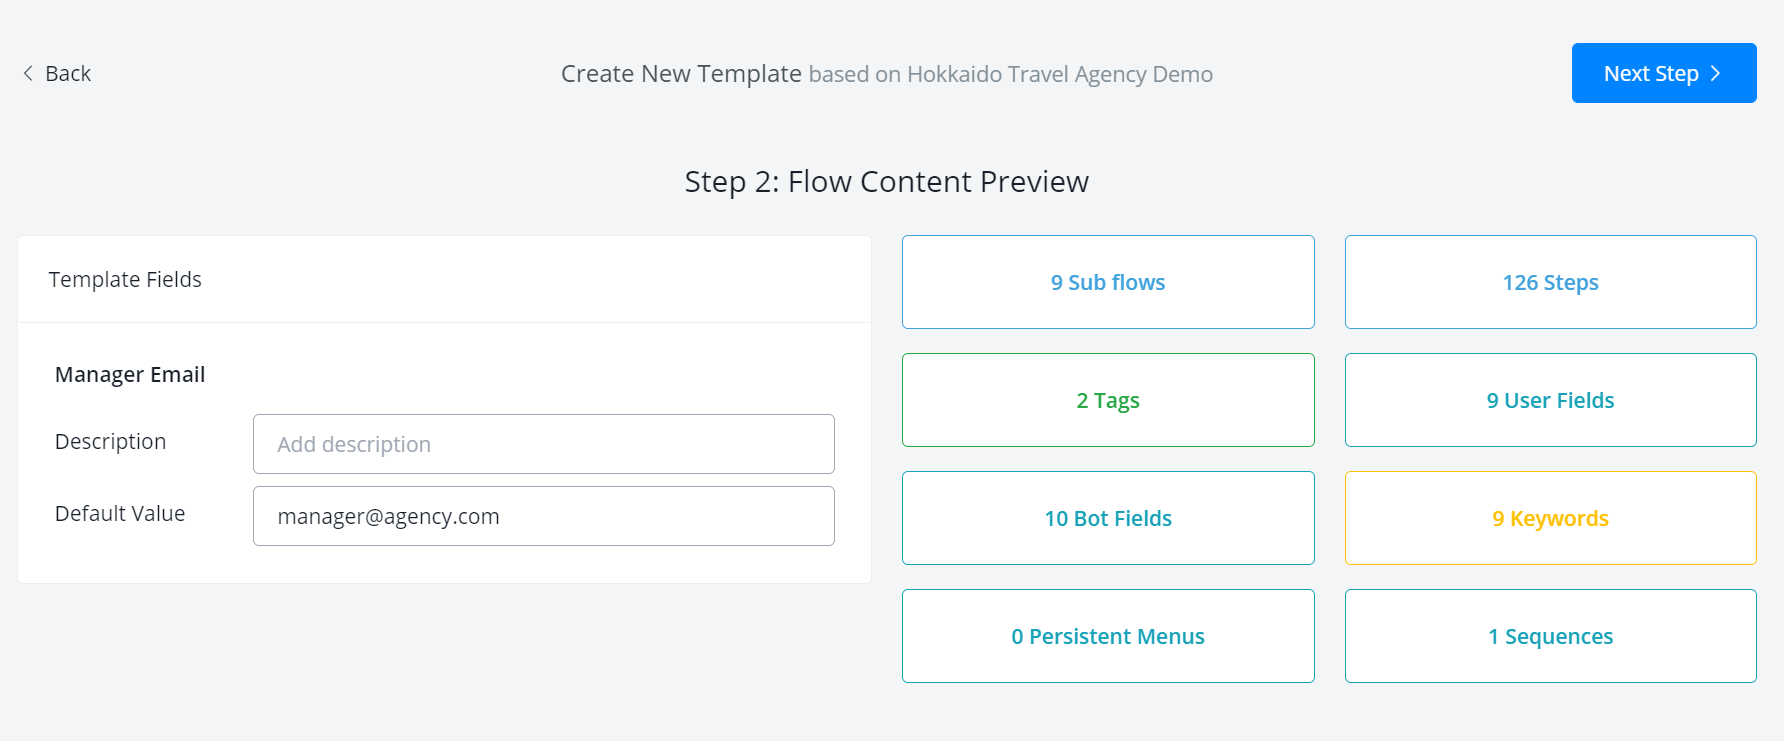 Back
Create New Template based on Hokkaido Travel Agency Demo
Next Step
Step 2: Flow Content Preview
Template Fields
Manager Email
Description
Add description
Default Value
manager@agency.com
9 Sub flows
126 Steps
2 Tags
9 User Fields
10 Bot Fields
9 Keywords
0 Persistent Menus
1 Sequences